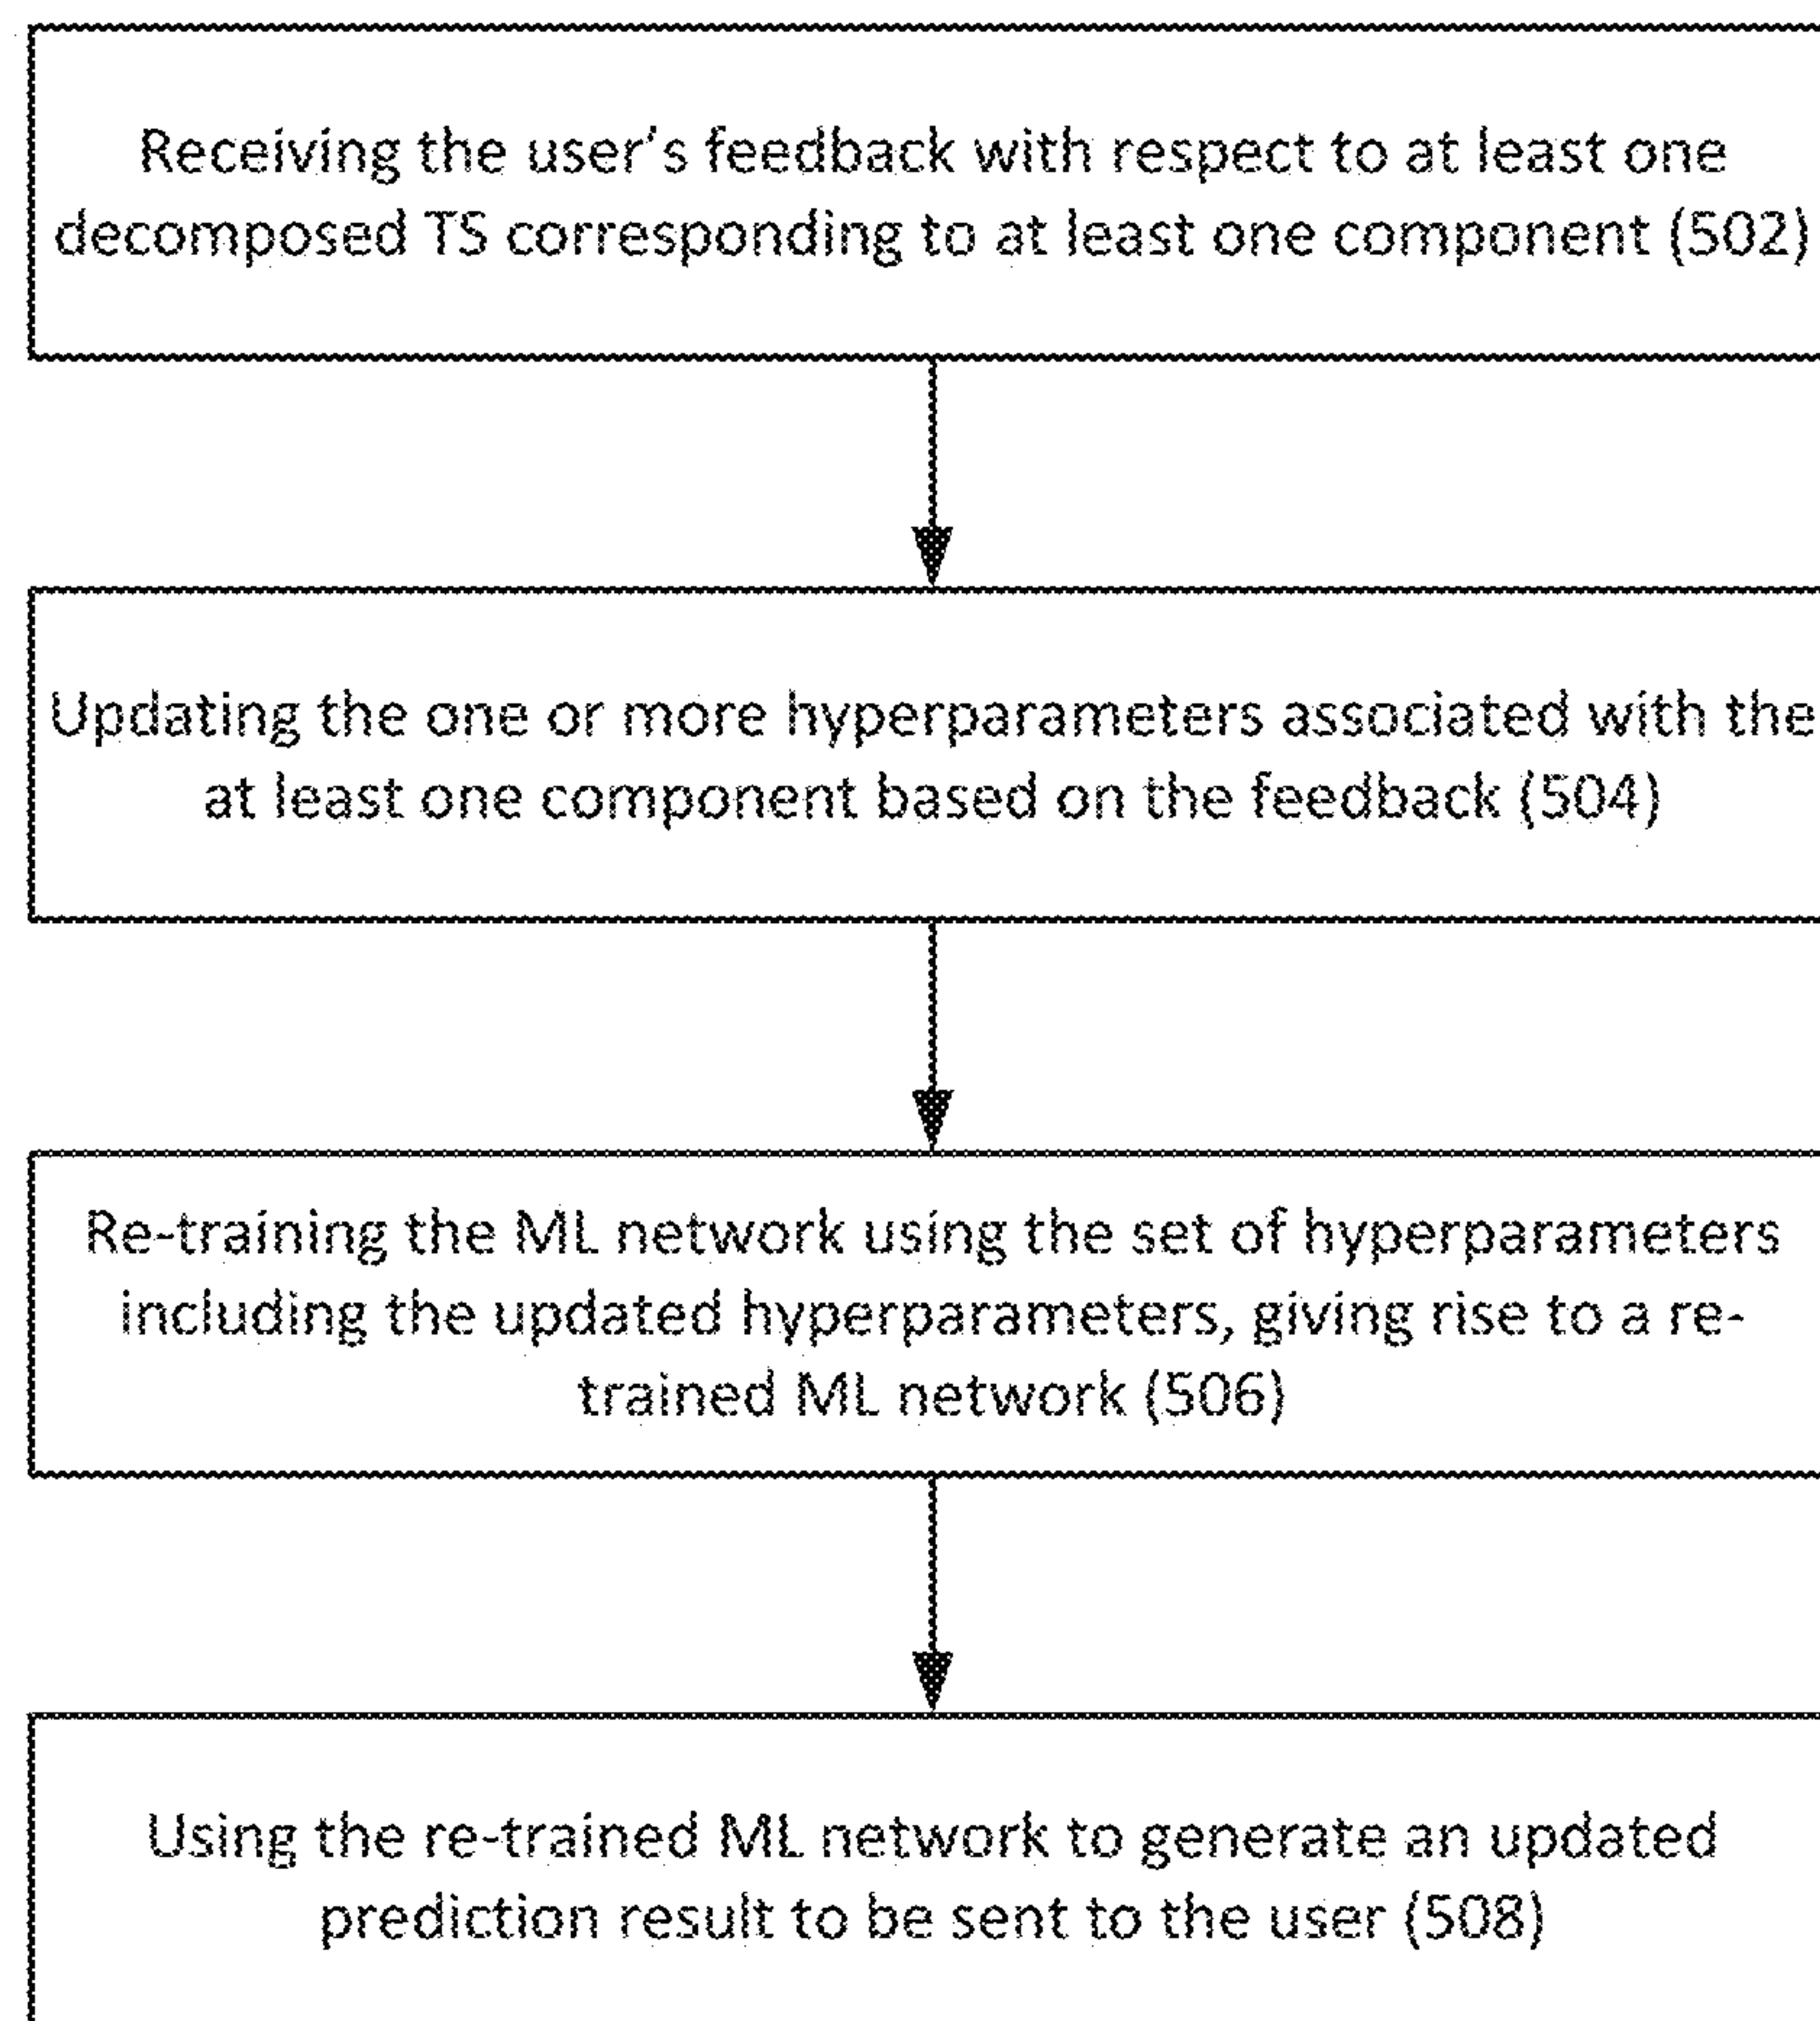 Receiving the user's feedback with respect to at least one
decomposed TS corresponding to at least one component (502)
Updating the one or more hyperparameters associated with the
at least one component based on the feedback (504)
Re-training the ML network using the set of hyperparameters
including the updated hyperparameters, giving rise to a re-
trained ML network (506)
Using the re-trained ML network to generate an updated
prediction result to be sent to the user (508)